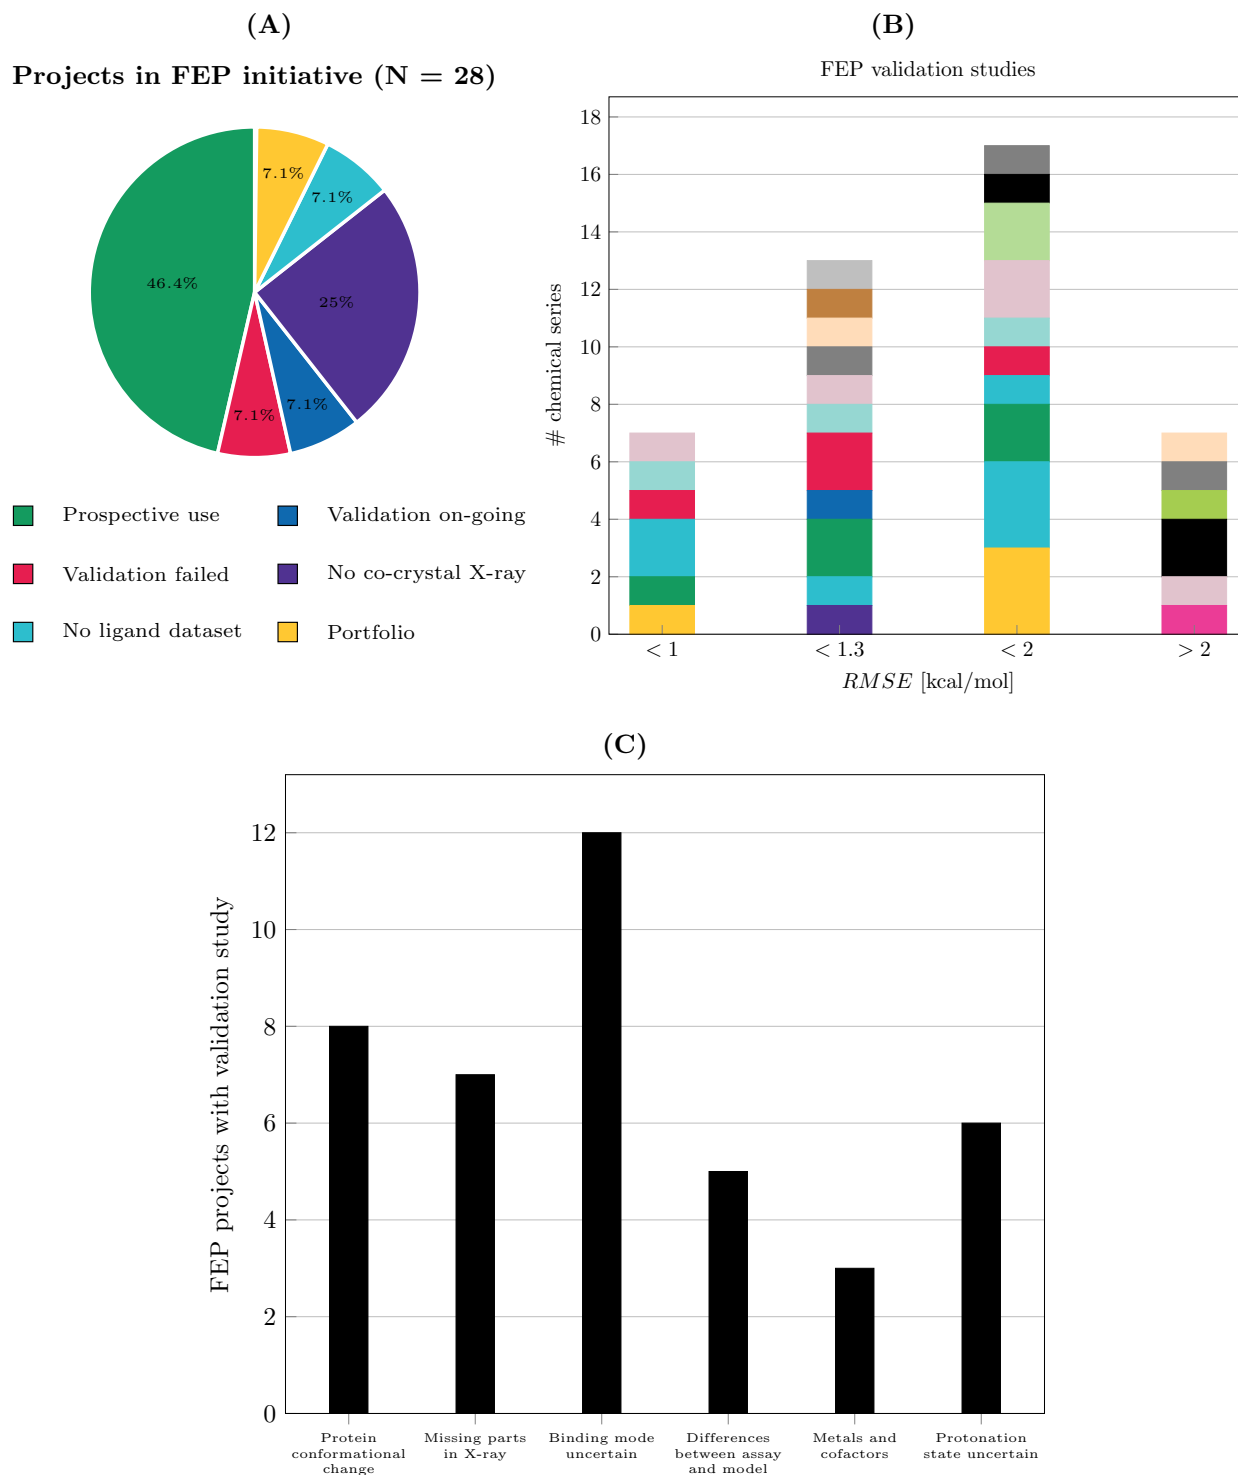 (A)
Projects in FEP initiative (N = 28)
7.1%
7.1%
46.4%
25%
7.1%
7.1%
Prospective use
Validation on-going
Validation failed
No co-crystal X-ray
No ligand dataset
Portfolio
(B)
FEP validation studies
# chemical series
18
16
14
12
10
8
6
4
2
0
< 1
< 1.3
< 2
> 2
RMSE [kcal/mol]
(C)
FEP projects with validation study
12
10
8
6
4
2
0
Protein
conformational
change
Missing parts
in X-ray
Binding mode
uncertain
Differences
between assay
and model
Metals and
cofactors
Protonation
state uncertain